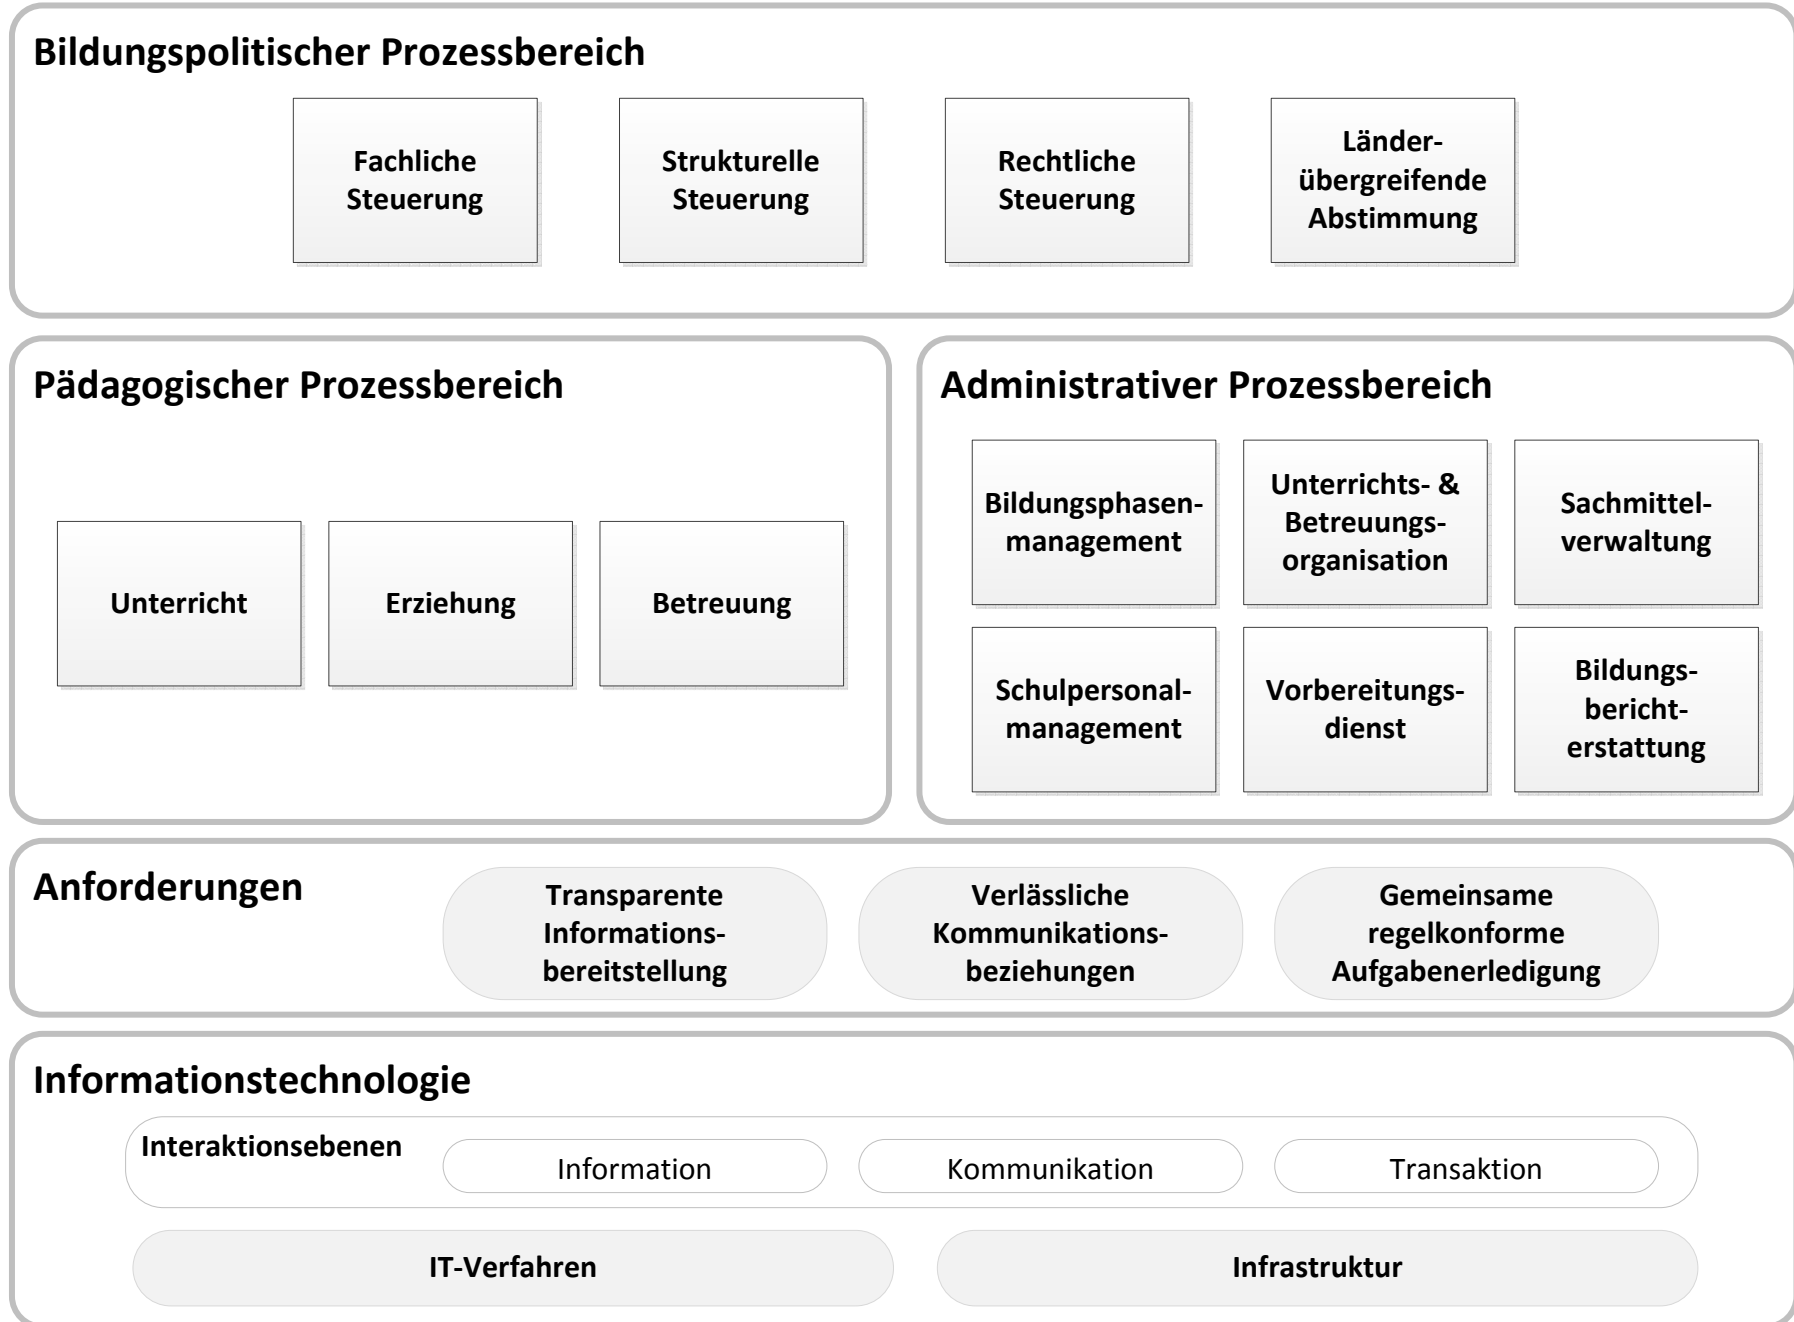 Bildungspolitischer Prozessbereich
Fachliche
Steuerung
Strukturelle
Steuerung
Rechtliche
Steuerung
Länder-
übergreifende
Abstimmung
Pädagogischer Prozessbereich
Unterricht
Erziehung
Betreuung
Administrativer Prozessbereich
Bildungsphasen-
management
Unterrichts- &
Betreuungs-
organisation
Sachmittel-
verwaltung
Schulpersonal-
management
Vorbereitungs-
dienst
Bildungs-
bericht-
erstattung
Anforderungen
Transparente
Informations-
bereitstellung
Verlässliche
Kommunikations-
beziehungen
Gemeinsame
regelkonforme
Aufgabenerledigung
Informationstechnologie
Interaktionsebenen
Information
Kommunikation
Transaktion
IT-Verfahren
Infrastruktur